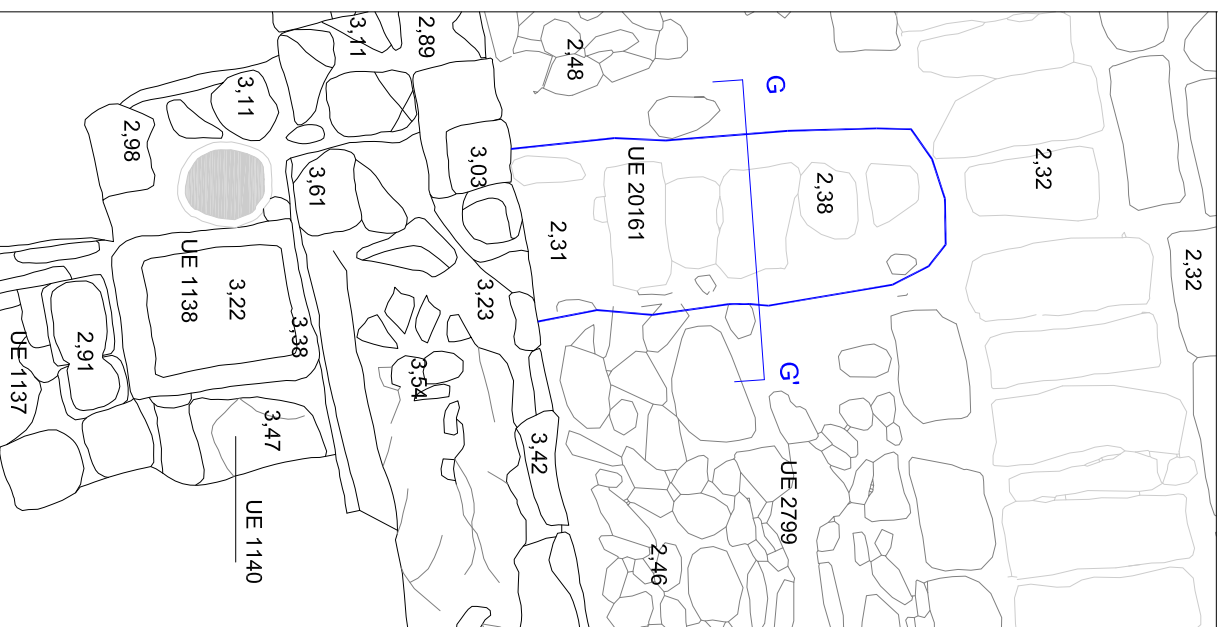 3,11
2,89
2,48
G
3,11
2,98
3,03
3,61
UE 20161
2,38
2,32
2,31
2,32
UE 1138
3,22
3,38
3,23
UE 1137
2,91
3,54
G'
3,47
3,42
UE 2799
UE 1140
2,46